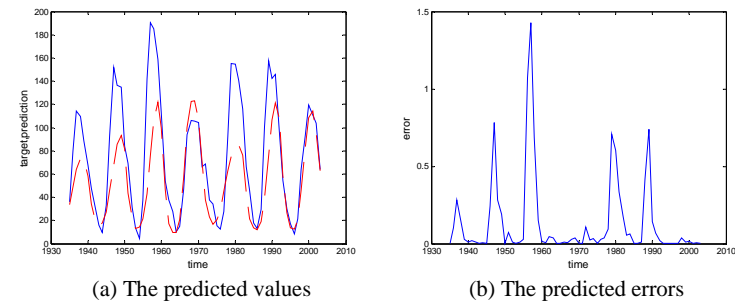 200
180
160
140
120
100
80
60
40
20
0
target,prediction
1930 1940 1950 1960 1970 1980 1990 2000 2010
time
(a) The predicted values
1.5
1
0.5
0
error
1930 1940 1950 1960 1970 1980 1990 2000 2010
time
(b) The predicted errors